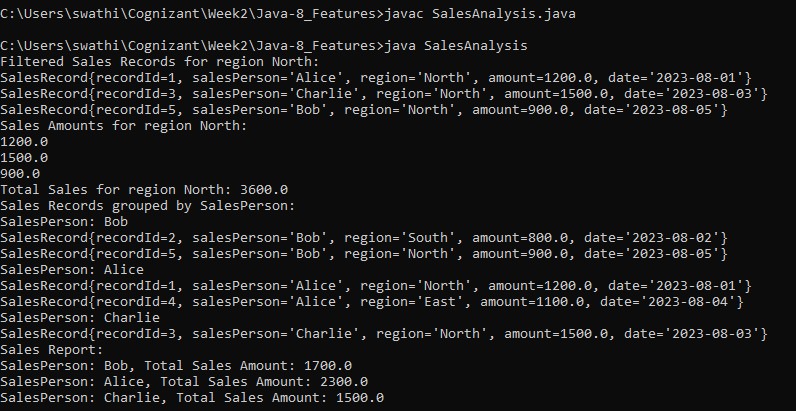 C:\Users\swathi\Cognizant\Week2\Java-8_Features>javac SalesAnalysis.java
C:\Users\swathi\Cognizant\Week2\Java-8_Features>java SalesAnalysis
Filtered Sales Records for region North:
SalesRecord{recordId=1, salesPerson='Alice', region='North', amount=1200.0, date='2023-08-01'}
SalesRecord{recordId=3, salesPerson='Charlie', region='North', amount=1500.0, date='2023-08-03'}
SalesRecord{recordId=5, salesPerson='Bob', region='North', amount=900.0, date='2023-08-05'}
Sales Amounts for region North:
1200.0
1500.0
900.0
Total Sales for region North: 3600.0
Sales Records grouped by SalesPerson:
SalesPerson: Bob
SalesRecord{recordId=2, salesPerson='Bob', region='South', amount=800.0, date='2023-08-02'}
SalesRecord{recordId=5, salesPerson='Bob', region='North', amount=900.0, date='2023-08-05'}
SalesPerson: Alice
SalesRecord{recordId=1, salesPerson='Alice', region='North', amount=1200.0, date='2023-08-01'}
SalesRecord{recordId=4, salesPerson='Alice', region='East', amount=1100.0, date='2023-08-04'}
SalesPerson: Charlie
SalesRecord{recordId=3, salesPerson='Charlie', region='North', amount=1500.0, date='2023-08-03'}
Sales Report:
SalesPerson: Bob, Total Sales Amount: 1700.0
SalesPerson: Alice, Total Sales Amount: 2300.0
SalesPerson: Charlie, Total Sales Amount: 1500.0